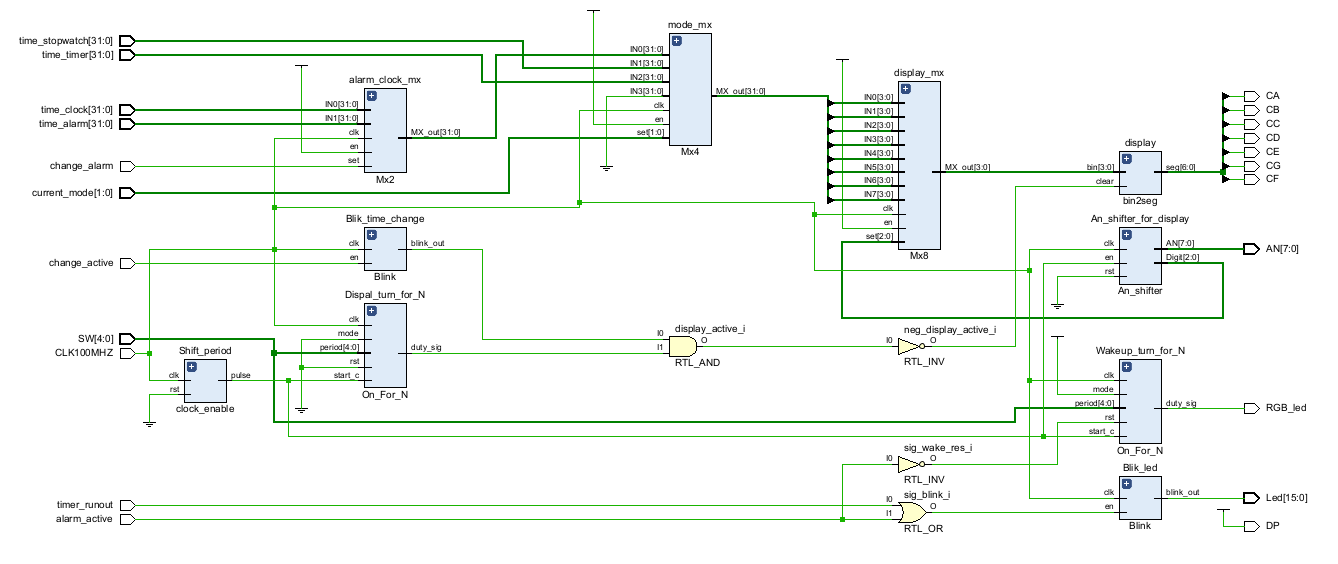 time_stopwatch[31:0]
time_timer[31:0]
time_clock[31:0]
time_alarm[31:0]
change_alarm
current_mode[1:0]
change_active
SW[4:0]
CLK100MHZ
timer_runout
alarm_active
alarm_clock_mx
IN0[31:0]
IN1[31:0]
clk
en
set
MX_out[31:0]
Mx2
Blik_time_change
clk
en
blink_out
Blink
Dispal_turn_for_N
clk
mode
period[4:0]
rst
start_c
duty_sig
On_For_N
Shift_period
clk
rst
pulse
clock_enable
mode_mx
IN0[31:0]
IN1[31:0]
IN2[31:0]
IN3[31:0]
clk
en
set[1:0]
MX_out[31:0]
Mx4
display_active_i
I0
I1
O
RTL_AND
display_mx
IN0[3:0]
IN1[3:0]
IN2[3:0]
IN3[3:0]
IN4[3:0]
IN5[3:0]
IN6[3:0]
IN7[3:0]
clk
en
set[2:0]
MX_out[3:0]
Mx8
neg_display_active_i
I0
O
RTL_INV
sig_wake_res_i
I0
O
RTL_INV
sig_blink_i
I0
I1
O
RTL_OR
display
bin[3:0]
clear
seg[6:0]
bin2seg
An_shifter_for_display
clk
en
rst
AN[7:0]
Digit[2:0]
An_shifter
Wakeup_turn_for_N
clk
mode
period[4:0]
rst
start_c
duty_sig
On_For_N
Blik_led
clk
en
blink_out
Blink
CA
CB
CC
CD
CE
CG
CF
AN[7:0]
RGB_led
Led[15:0]
DP